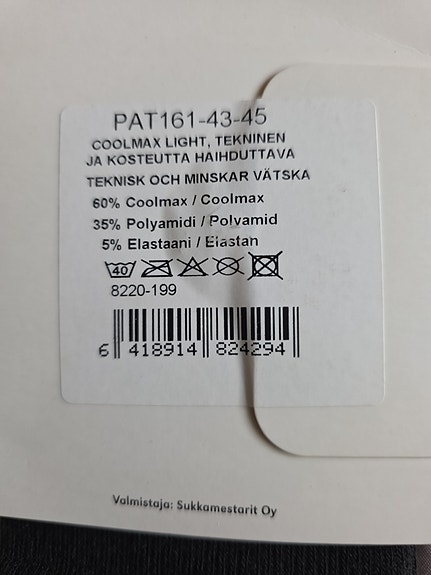 PAT161-43-45
COOLMAX LIGHT, TEKNINEN
JA KOSTEUTTA HAIHDUTTAVA
TEKNISK OCH MINSKAR VÄTSKA
60% Coolmax / Coolmax
35% Polyamidi / Polyamid
5% Elastaani / Elastan
40
8220-199
6 418914 824294
Valmistaja: Sukkamestarit Oy